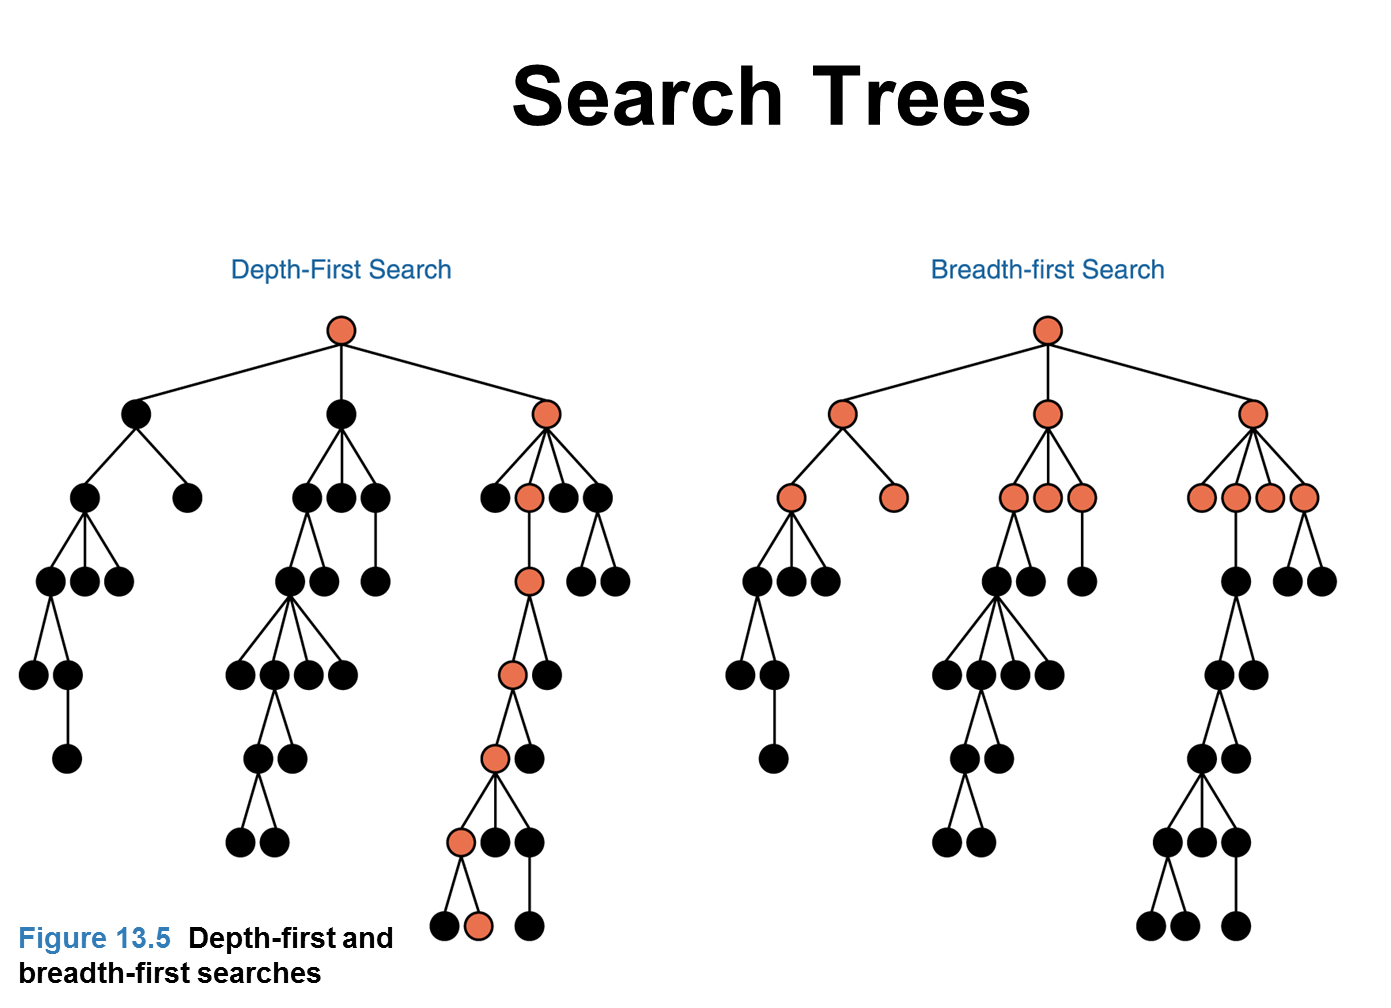 Search Trees
Depth-First Search
Breadth-first Search
Figure 13.5 Depth-first and
breadth-first searches